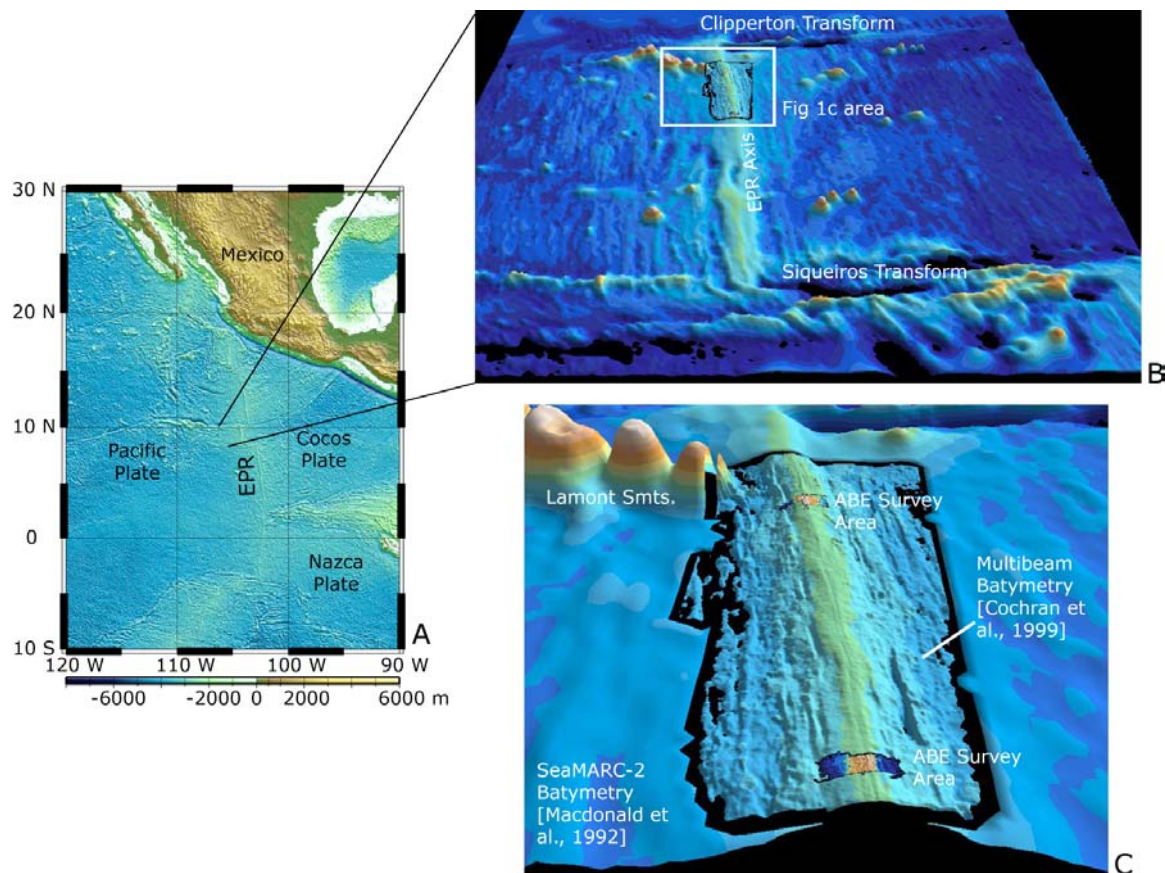 30 N
20 N
10 N
0
10 S
120 W
110 W
100 W
90 W
Mexico
Pacific
Plate
EPR
Cocos
Plate
Nazca
Plate
A
-6000
-2000
0
2000
6000 m
Clipperton Transform
Fig 1c area
EPR Axis
Siqueiros Transform
B
Lamont Smts.
ABE Survey
Area
Multibeam
Batymetry
[Cochran et
al., 1999]
ABE Survey
Area
SeaMARC-2
Batymetry
[Macdonald et
al., 1992]
C